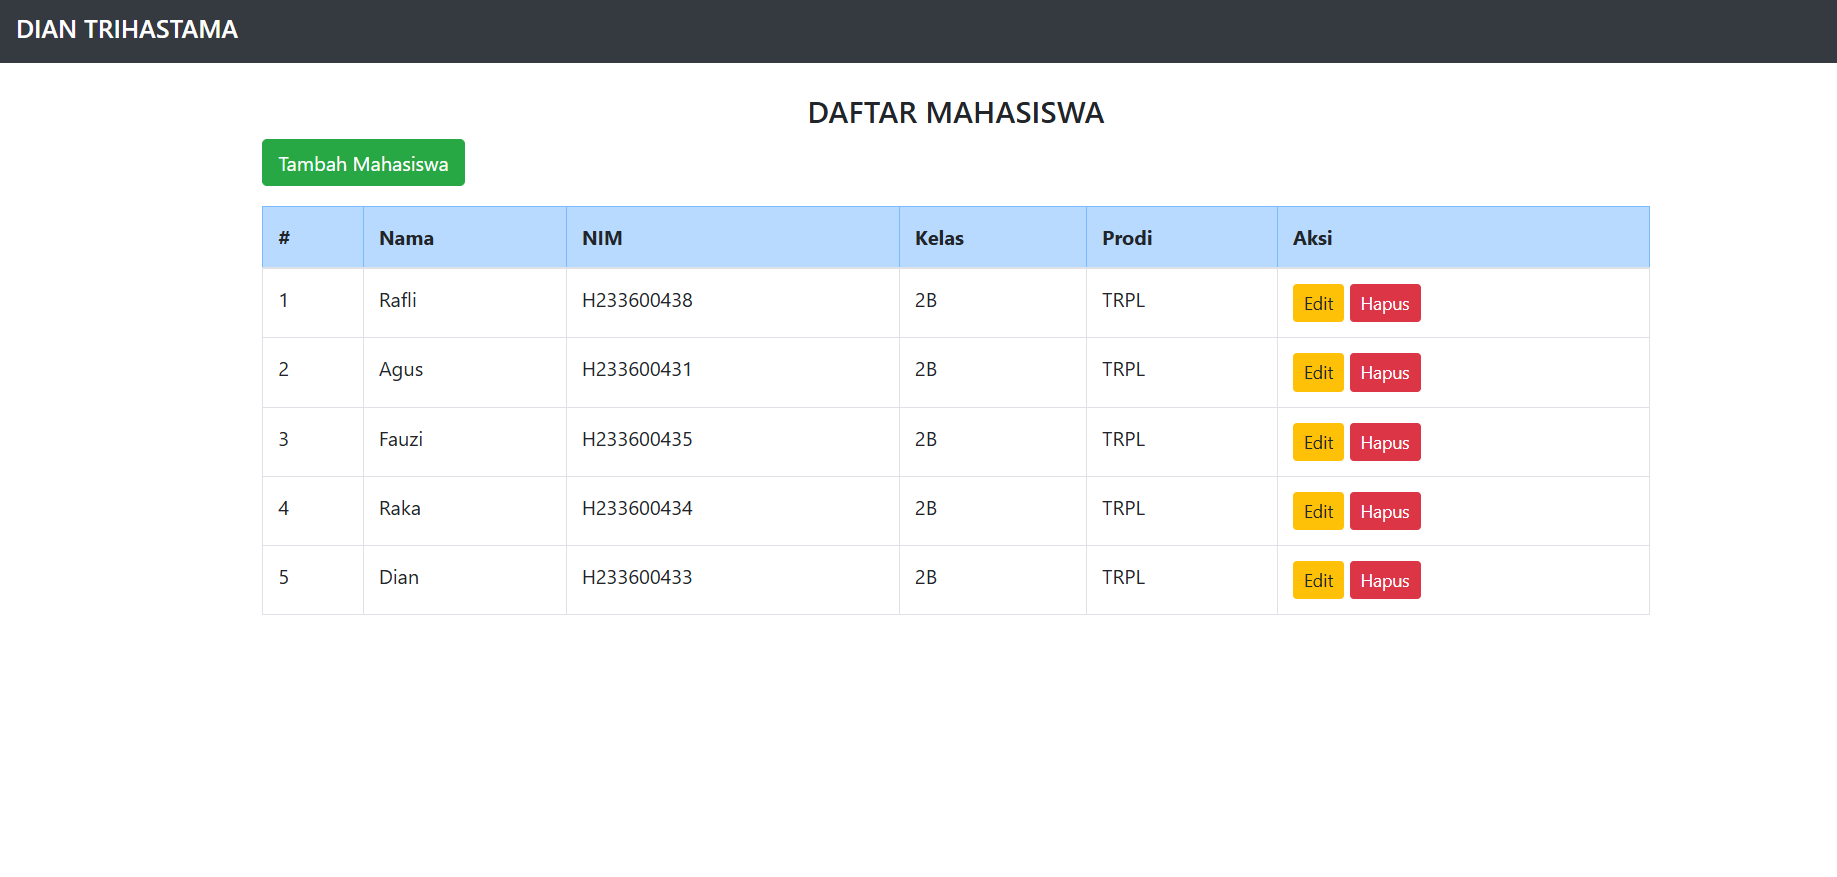 DIAN TRIHASTAMA
DAFTAR MAHASISWA
Tambah Mahasiswa
# Nama NIM Kelas Prodi Aksi
1 Rafli H233600438 2B TRPL Edit Hapus
2 Agus H233600431 2B TRPL Edit Hapus
3 Fauzi H233600435 2B TRPL Edit Hapus
4 Raka H233600434 2B TRPL Edit Hapus
5 Dian H233600433 2B TRPL Edit Hapus